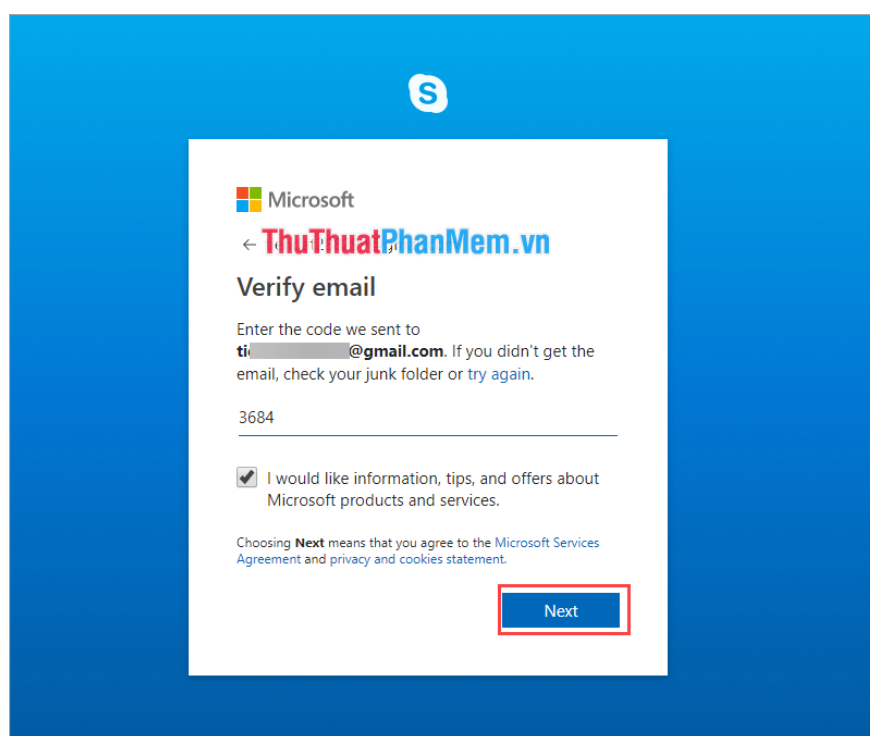 S
Microsoft
← ThuThuatPhanMem.vn
Verify email
Enter the code we sent to
@gmail.com. If you didn't get the
email, check your junk folder or try again.
3684
I would like information, tips, and offers about
Microsoft products and services.
Choosing Next means that you agree to the Microsoft Services
Agreement and privacy and cookies statement.
Next